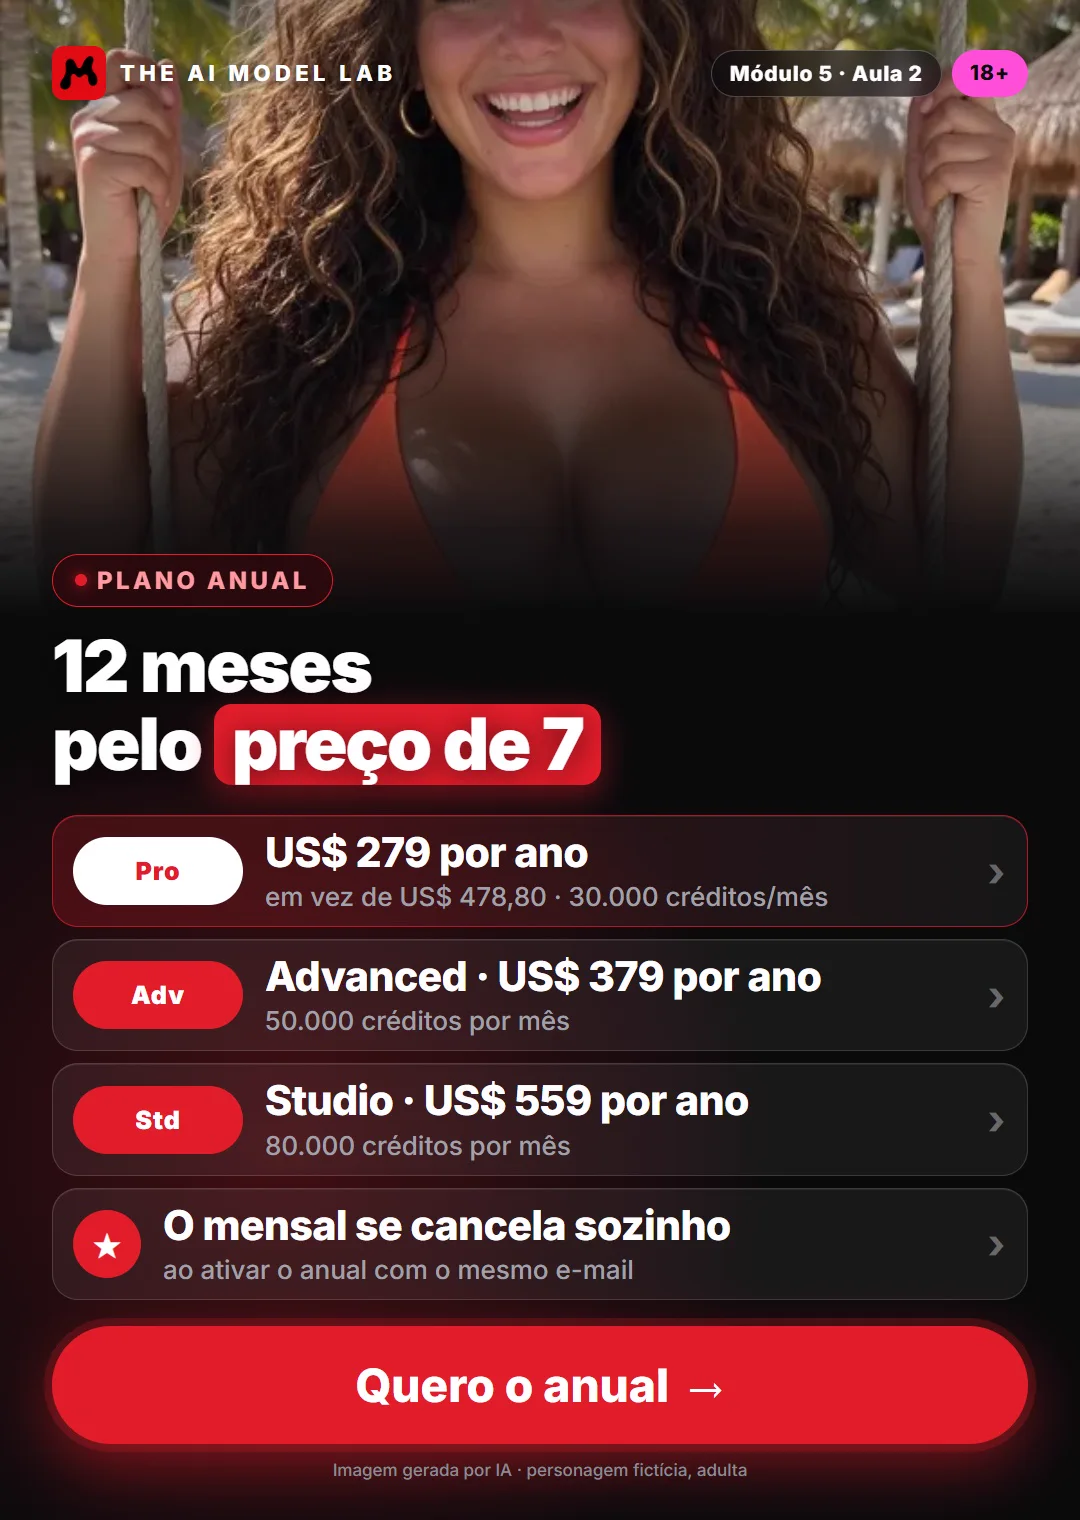 THE AI MODEL LAB
Módulo 5 · Aula 2
18+
PLANO ANUAL
12 meses
pelo preço de 7
Pro
US$ 279 por ano
em vez de US$ 478,80 · 30.000 créditos/mês
Adv
Advanced · US$ 379 por ano
50.000 créditos por mês
Std
Studio · US$ 559 por ano
80.000 créditos por mês
O mensal se cancela sozinho
ao ativar o anual com o mesmo e-mail
Quero o anual →
Imagem gerada por IA · personagem fictícia, adulta